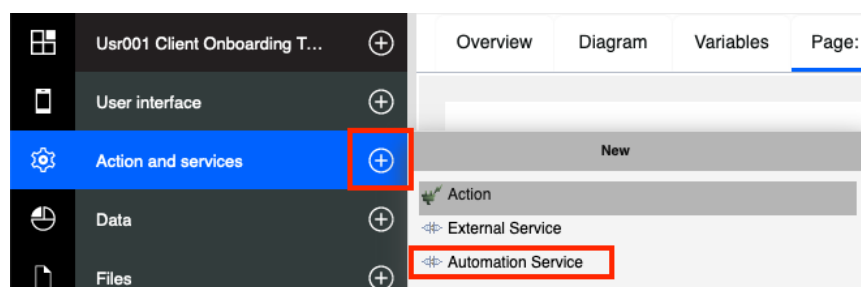 Usr001 Client Onboarding T...
Overview Diagram Variables Page:
User interface
Action and services
New
Action
External Service
Automation Service
Data
Files